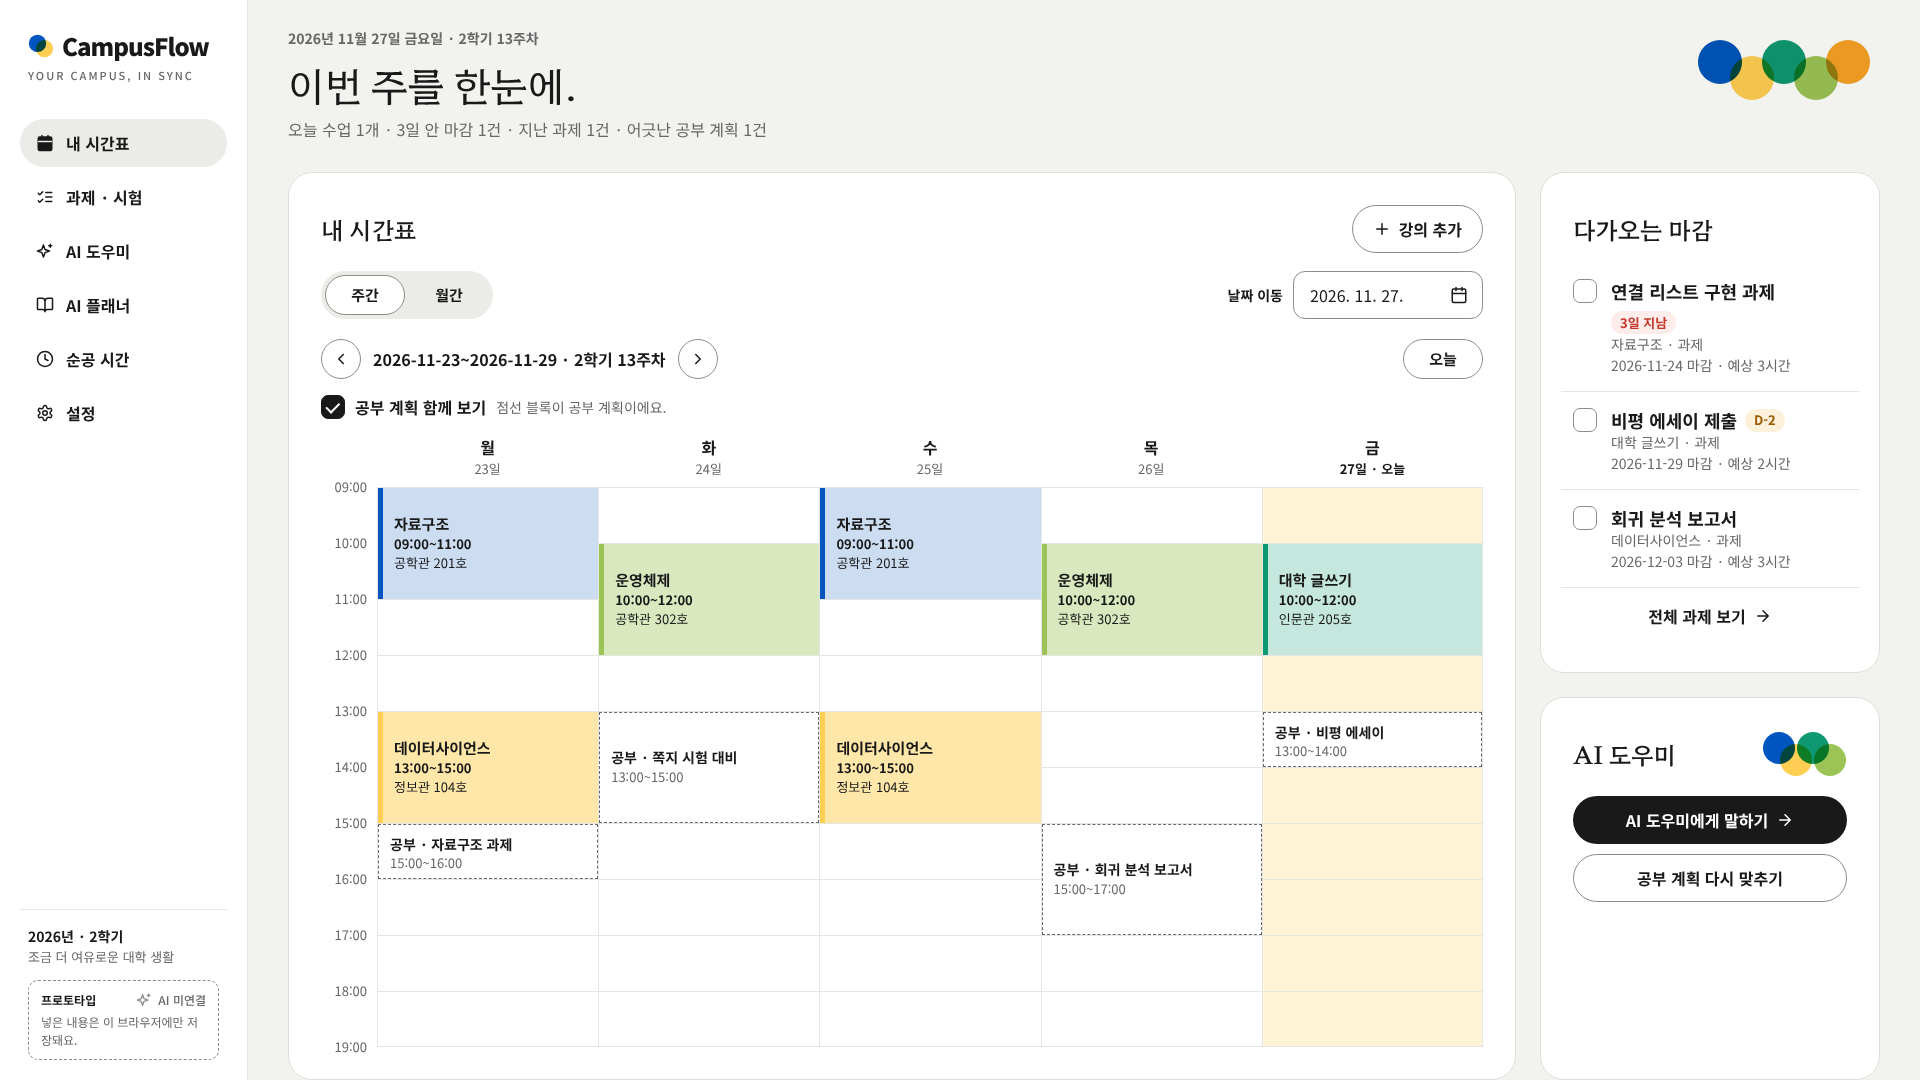 CampusFlow
YOUR CAMPUS, IN SYNC
내 시간표
과제 · 시험
AI 도우미
AI 플래너
순공 시간
설정
2026년 · 2학기
조금 더 여유로운 대학 생활
프로토타입 AI 미연결
넣은 내용은 이 브라우저에만 저
장돼요.
2026년 11월 27일 금요일 · 2학기 13주차
이번 주를 한눈에.
오늘 수업 1개 · 3일 안 마감 1건 · 지난 과제 1건 · 어긋난 공부 계획 1건
내 시간표
강의 추가
주간 월간
날짜 이동 2026. 11. 27.
2026-11-23~2026-11-29 · 2학기 13주차
오늘
공부 계획 함께 보기 점선 블록이 공부 계획이에요.
월 화 수 목 금
23일 24일 25일 26일 27일 · 오늘
09:00
10:00
11:00
12:00
13:00
14:00
15:00
16:00
17:00
18:00
19:00
자료구조
09:00~11:00
공학관 201호
데이터사이언스
13:00~15:00
정보관 104호
공부 · 자료구조 과제
15:00~16:00
운영체제
10:00~12:00
공학관 302호
공부 · 쪽지 시험 대비
13:00~15:00
자료구조
09:00~11:00
공학관 201호
데이터사이언스
13:00~15:00
정보관 104호
운영체제
10:00~12:00
공학관 302호
공부 · 회귀 분석 보고서
15:00~17:00
대학 글쓰기
10:00~12:00
인문관 205호
공부 · 비평 에세이
13:00~14:00
다가오는 마감
연결 리스트 구현 과제
3일 지남
자료구조 · 과제
2026-11-24 마감 · 예상 3시간
비평 에세이 제출 D-2
대학 글쓰기 · 과제
2026-11-29 마감 · 예상 2시간
회귀 분석 보고서
데이터사이언스 · 과제
2026-12-03 마감 · 예상 3시간
전체 과제 보기
AI 도우미
AI 도우미에게 말하기
공부 계획 다시 맞추기